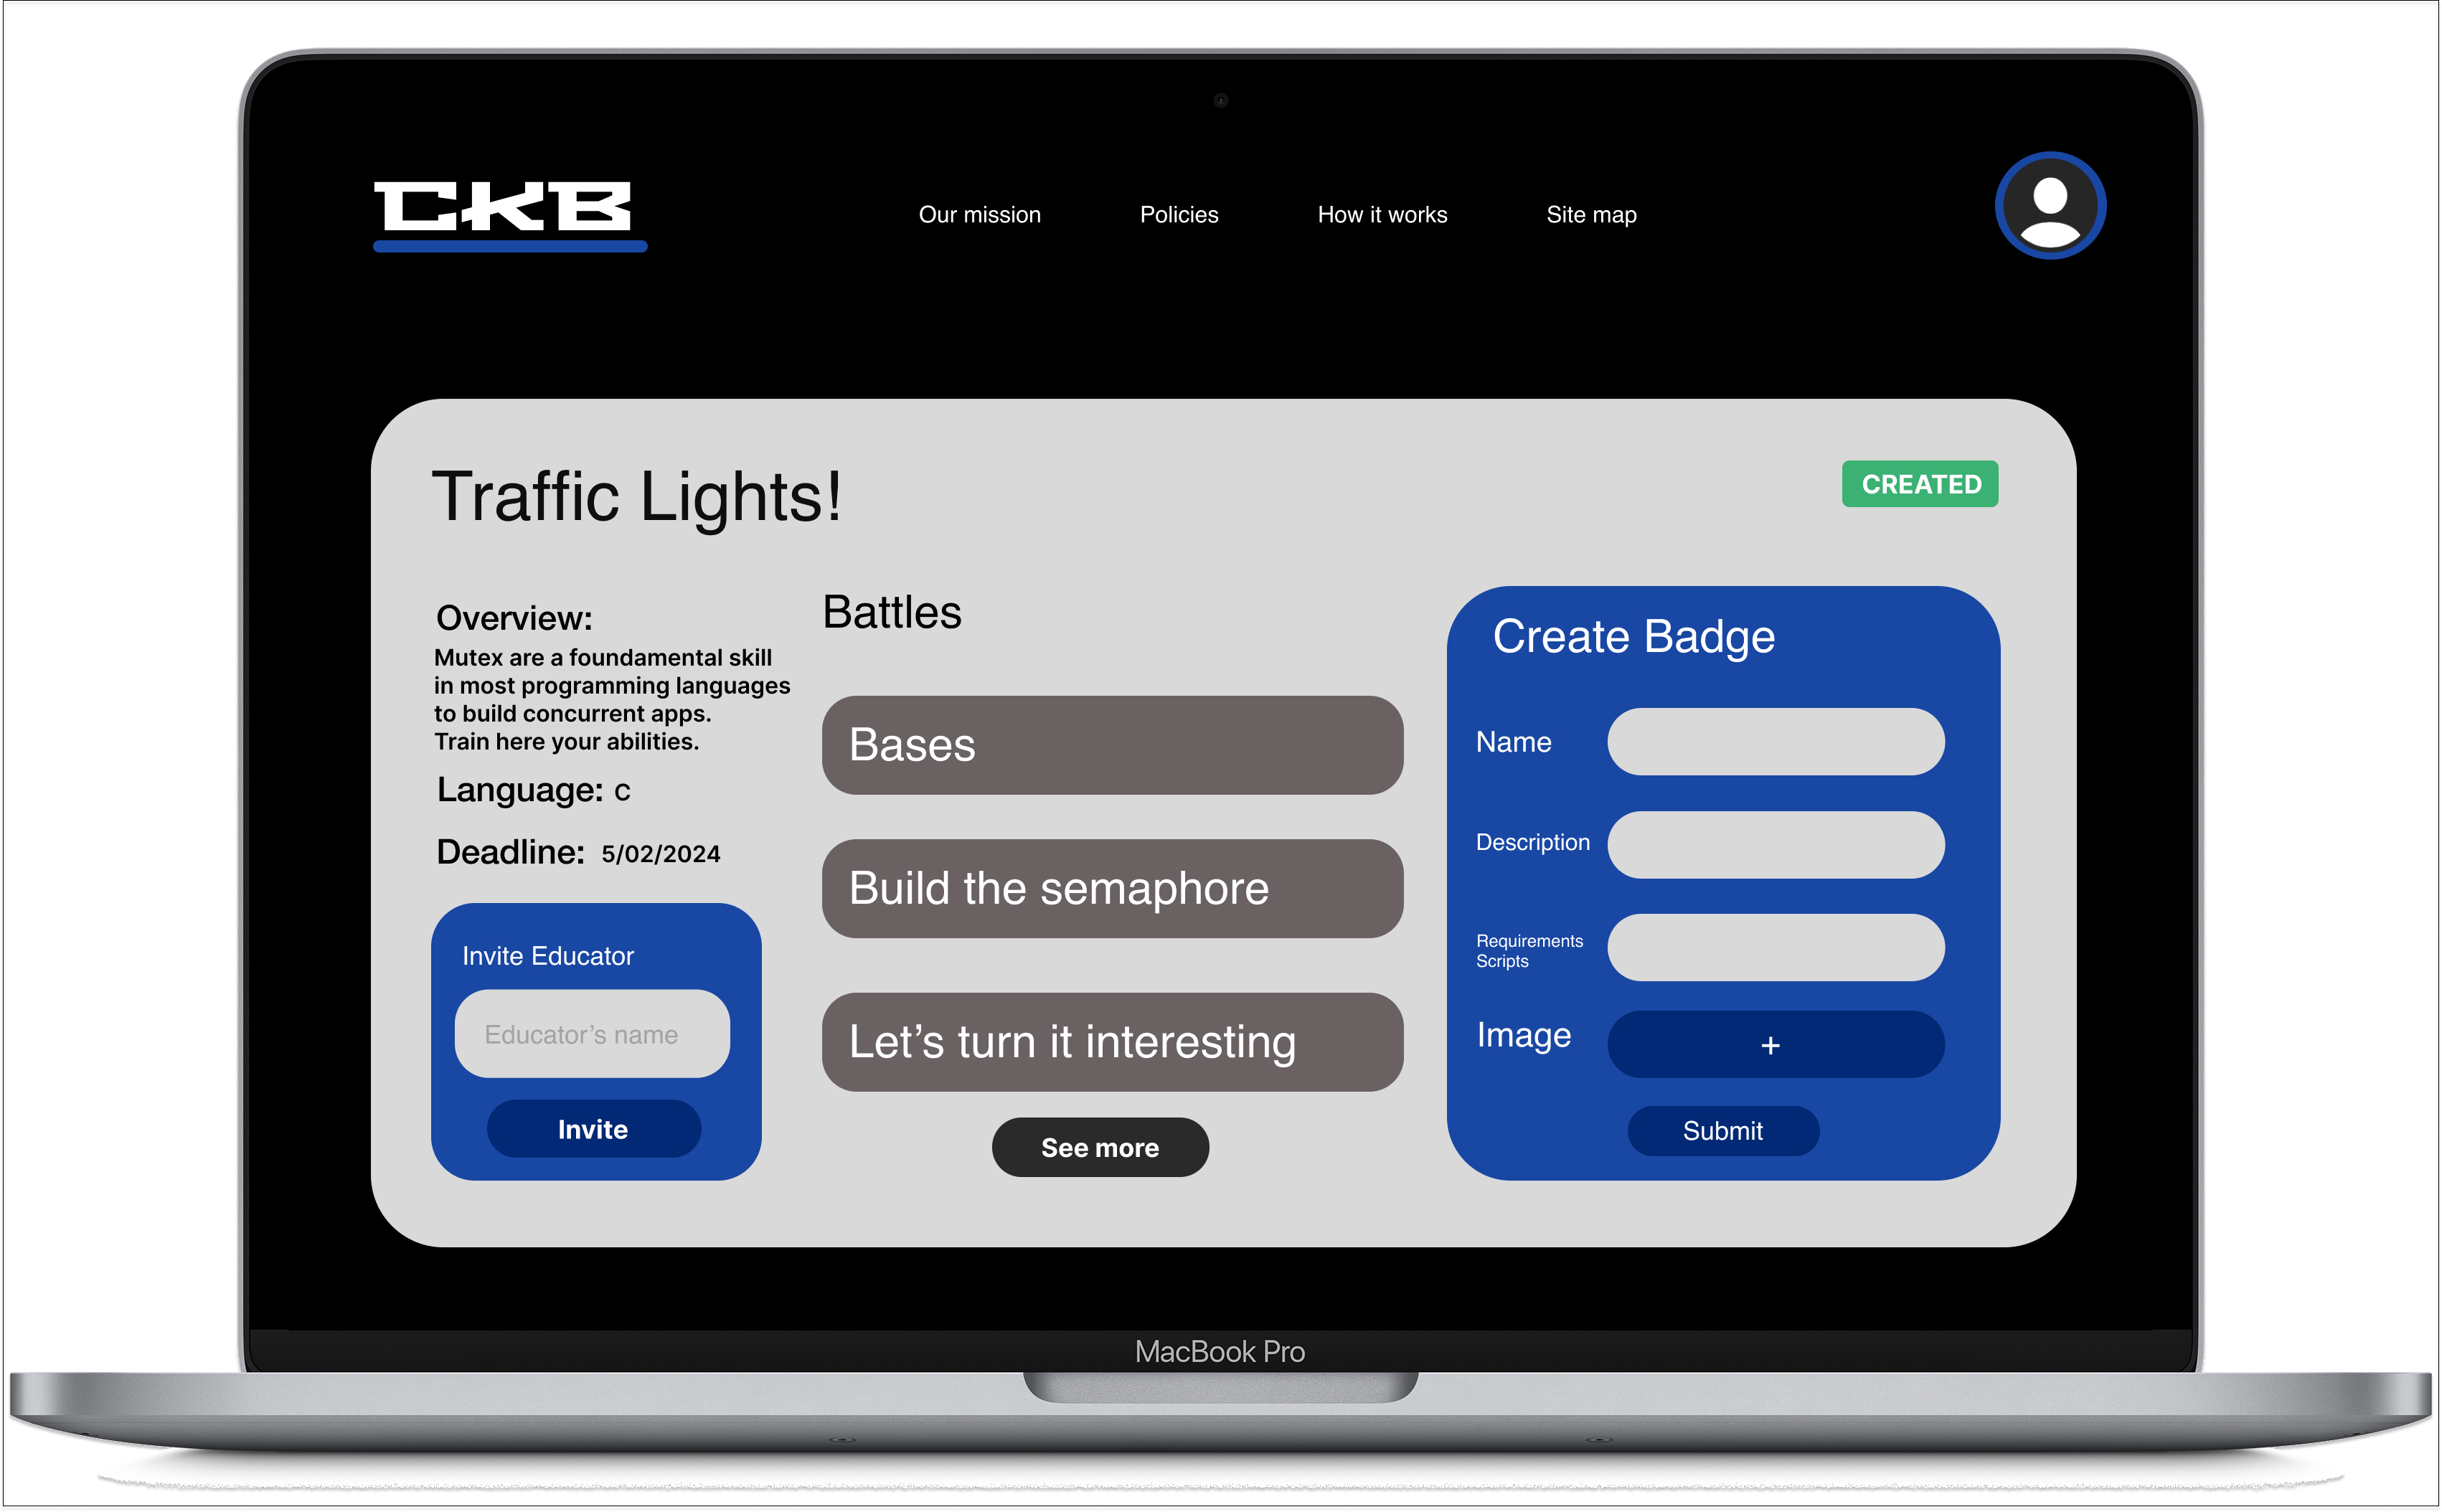 CKB
Our mission
Policies
How it works
Site map
Traffic Lights!
CREATED
Overview:
Mutex are a foundamental skill
in most programming languages
to build concurrent apps.
Train here your abilities.
Language: C
Deadline: 5/02/2024
Invite Educator
Educator’s name
Invite
Battles
Bases
Build the semaphore
Let’s turn it interesting
See more
Create Badge
Name
Description
Requirements
Scripts
Image
+
Submit
MacBook Pro